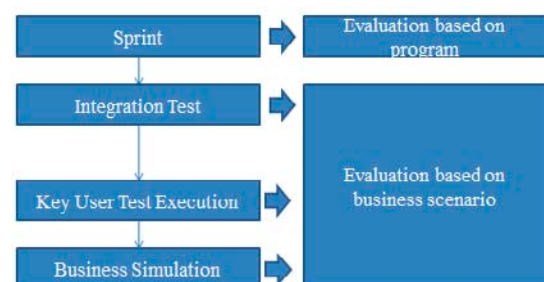 Sprint
Evaluation based on
program
Integration Test
Evaluation based on
business scenario
Key User Test Execution
Business Simulation